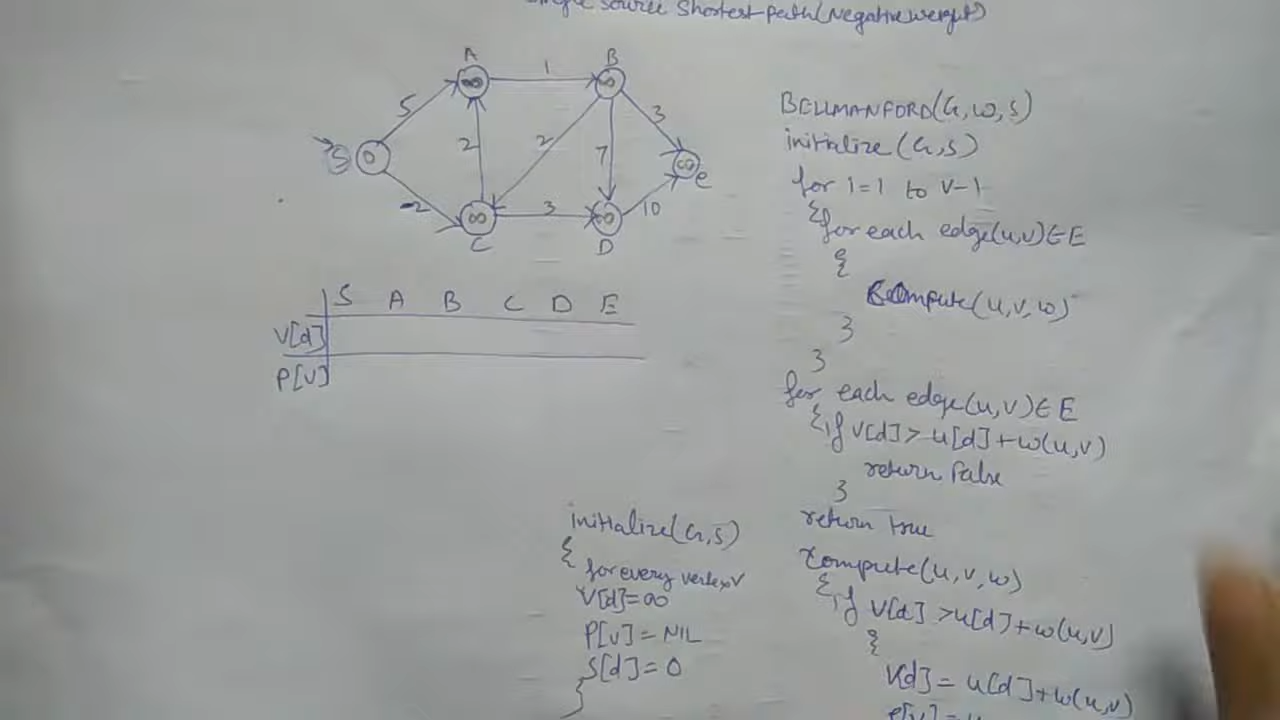 Single Source Shortest path(Negative weight)
A 1 B
5 2 2 7 3
S 0 ∞ ∞ ∞ e
-2 ∞ 3 ∞ 10
C D
S A B C D E
V[d]
P[V]
BELLMANFORD(G,W,S)
initialize(G,S)
for i=1 to V-1
{for each edge(u,v)∈E
{
Compute(u,v,w)
}
}
for each edge(u,v)∈E
{if V[d]>u[d]+w(u,v)
return false
}
return true
Compute(u,v,w)
{if V[d]>u[d]+w(u,v)
{
V[d]=u[d]+w(u,v)
P[v]=u
initialize(G,S)
{
for every vertex V
V[d]=∞
P[v]=NIL
S[d]=0
}